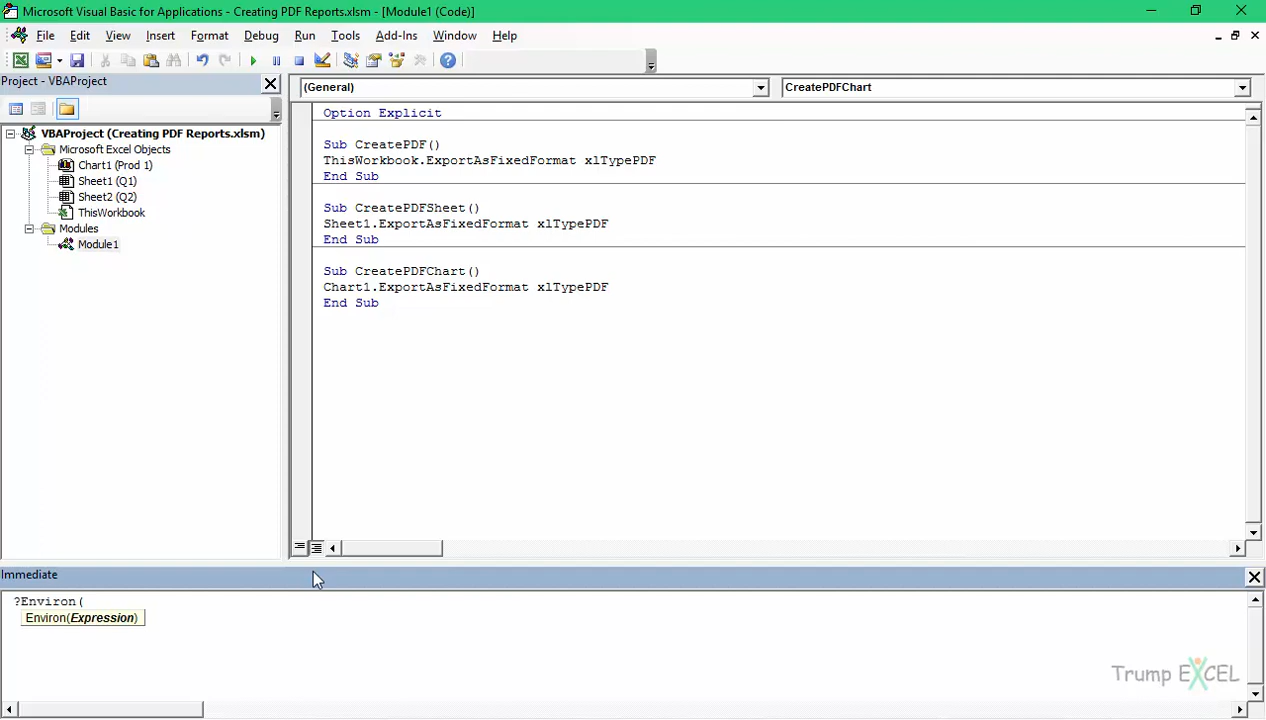 Microsoft Visual Basic for Applications - Creating PDF Reports.xlsm - [Module1 (Code)]
File Edit View Insert Format Debug Run Tools Add-Ins Window Help
Project - VBAProject
(General) CreatePDFChart
VBAProject (Creating PDF Reports.xlsm)
Microsoft Excel Objects
Chart1 (Prod 1)
Sheet1 (Q1)
Sheet2 (Q2)
ThisWorkbook
Modules
Module1
Option Explicit
Sub CreatePDF()
ThisWorkbook.ExportAsFixedFormat xlTypePDF
End Sub
Sub CreatePDFSheet()
Sheet1.ExportAsFixedFormat xlTypePDF
End Sub
Sub CreatePDFChart()
Chart1.ExportAsFixedFormat xlTypePDF
End Sub
Immediate
?Environ(
Environ(Expression)
Trump EXCEL